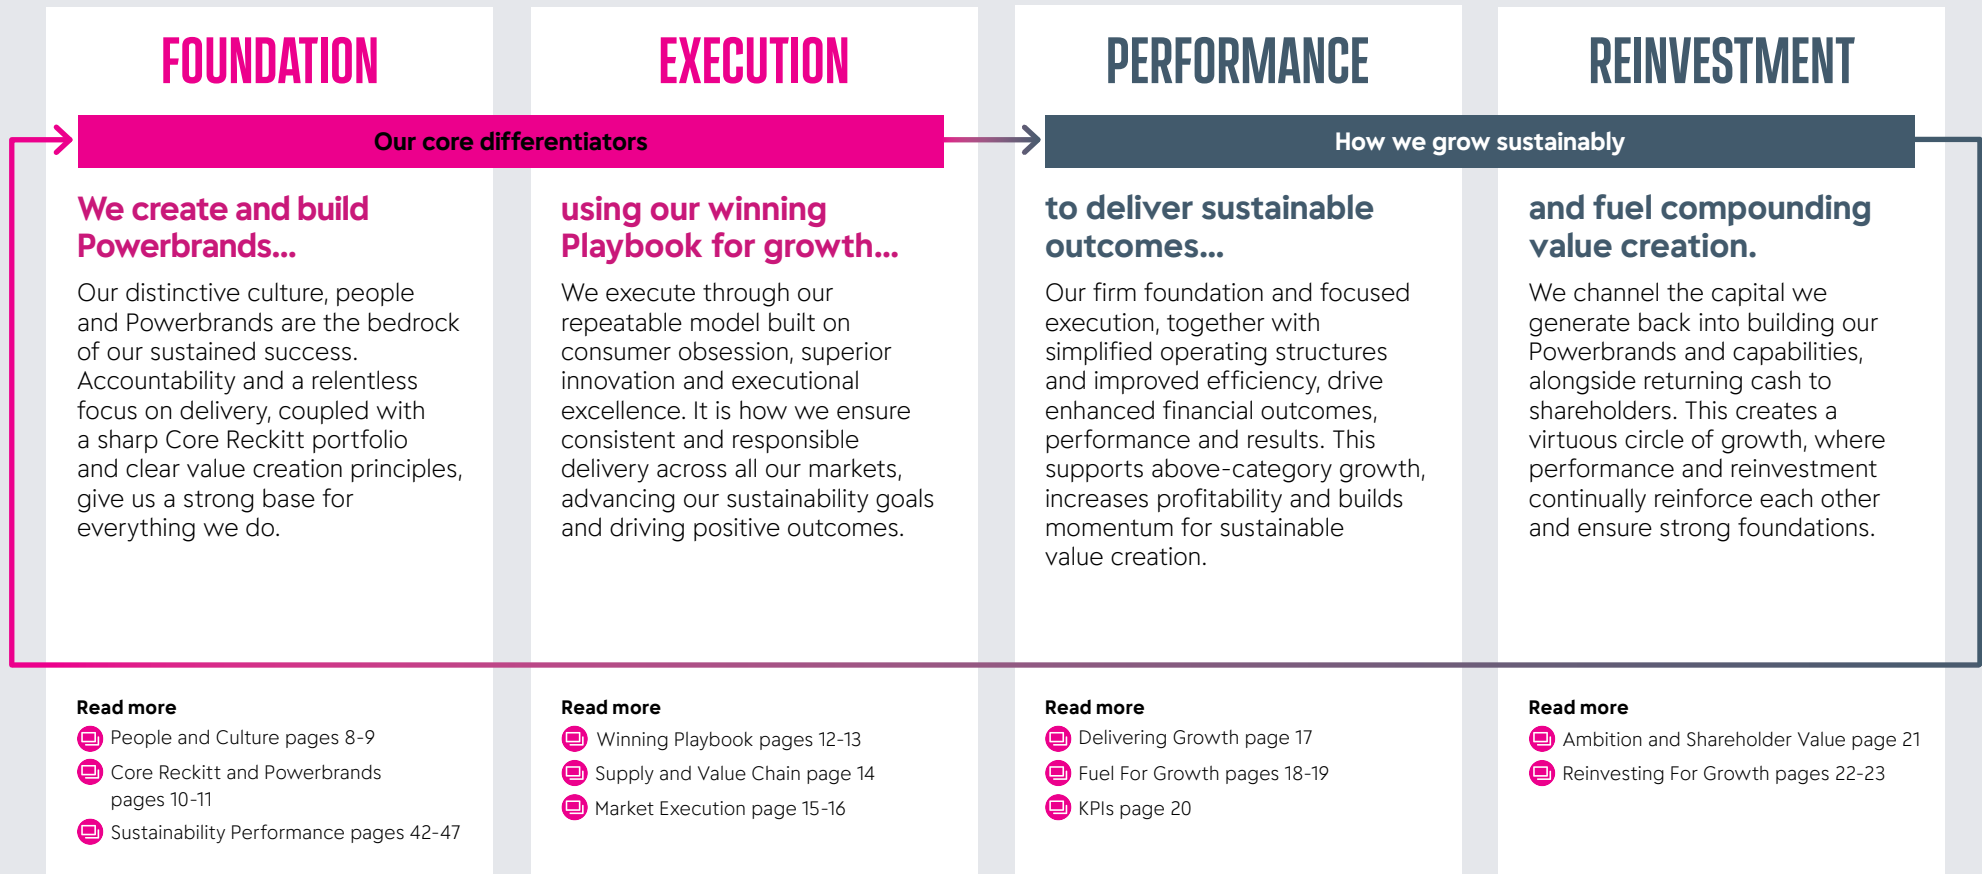 FOUNDATION
Our core differentiators
We create and build
Powerbrands...
Our distinctive culture, people
and Powerbrands are the bedrock
of our sustained success.
Accountability and a relentless
focus on delivery, coupled with
a sharp Core Reckitt portfolio
and clear value creation principles,
give us a strong base for
everything we do.
Read more
People and Culture pages 8-9
Core Reckitt and Powerbrands
pages 10-11
Sustainability Performance pages 42-47
EXECUTION
using our winning
Playbook for growth...
We execute through our
repeatable model built on
consumer obsession, superior
innovation and executional
excellence. It is how we ensure
consistent and responsible
delivery across all our markets,
advancing our sustainability goals
and driving positive outcomes.
Read more
Winning Playbook pages 12-13
Supply and Value Chain page 14
Market Execution page 15-16
PERFORMANCE
How we grow sustainably
to deliver sustainable
outcomes...
Our firm foundation and focused
execution, together with
simplified operating structures
and improved efficiency, drive
enhanced financial outcomes,
performance and results. This
supports above-category growth,
increases profitability and builds
momentum for sustainable
value creation.
Read more
Delivering Growth page 17
Fuel For Growth pages 18-19
KPIs page 20
REINVESTMENT
and fuel compounding
value creation.
We channel the capital we
generate back into building our
Powerbrands and capabilities,
alongside returning cash to
shareholders. This creates a
virtuous circle of growth, where
performance and reinvestment
continually reinforce each other
and ensure strong foundations.
Read more
Ambition and Shareholder Value page 21
Reinvesting For Growth pages 22-23